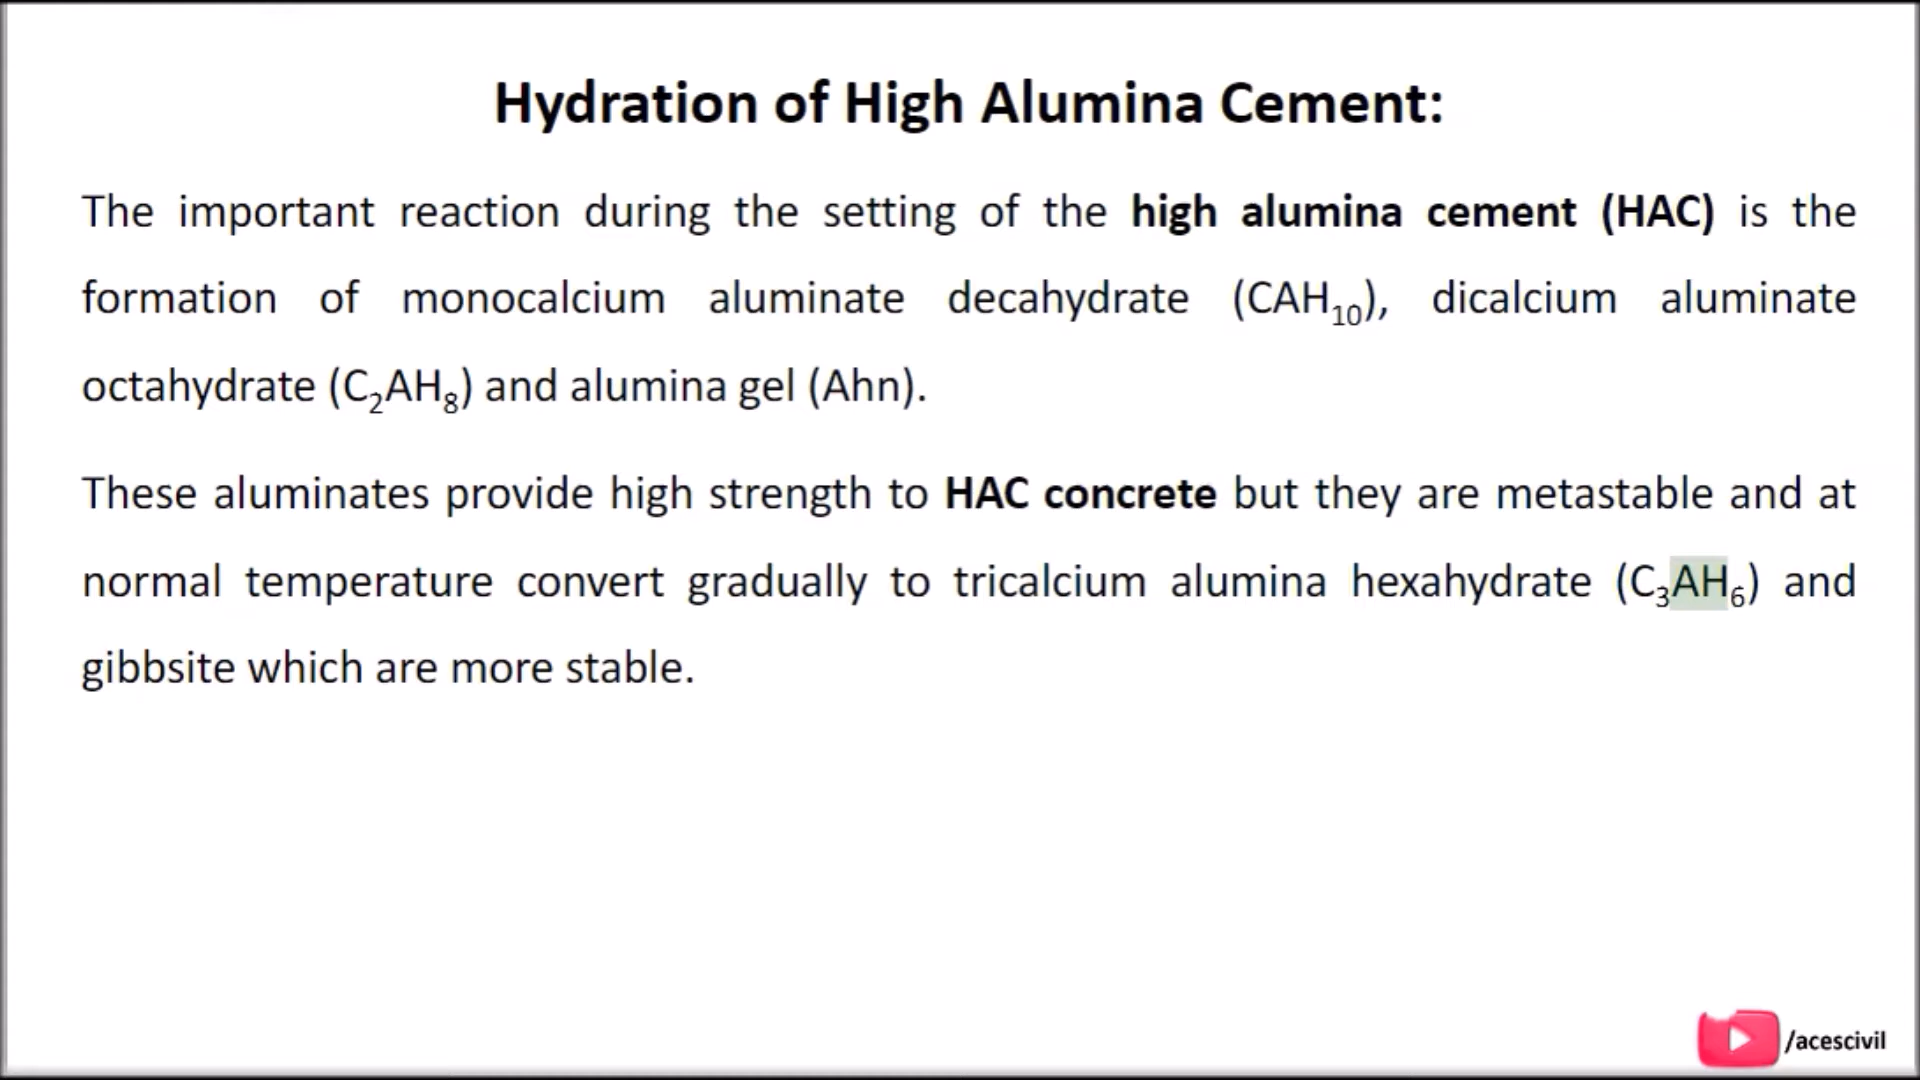 Hydration of High Alumina Cement:
The important reaction during the setting of the high alumina cement (HAC) is the
formation of monocalcium aluminate decahydrate (CAH₁₀), dicalcium aluminate
octahydrate (C₂AH₈) and alumina gel (Ahn).
These aluminates provide high strength to HAC concrete but they are metastable and at
normal temperature convert gradually to tricalcium alumina hexahydrate (C₃AH₆) and
gibbsite which are more stable.
/acescivil